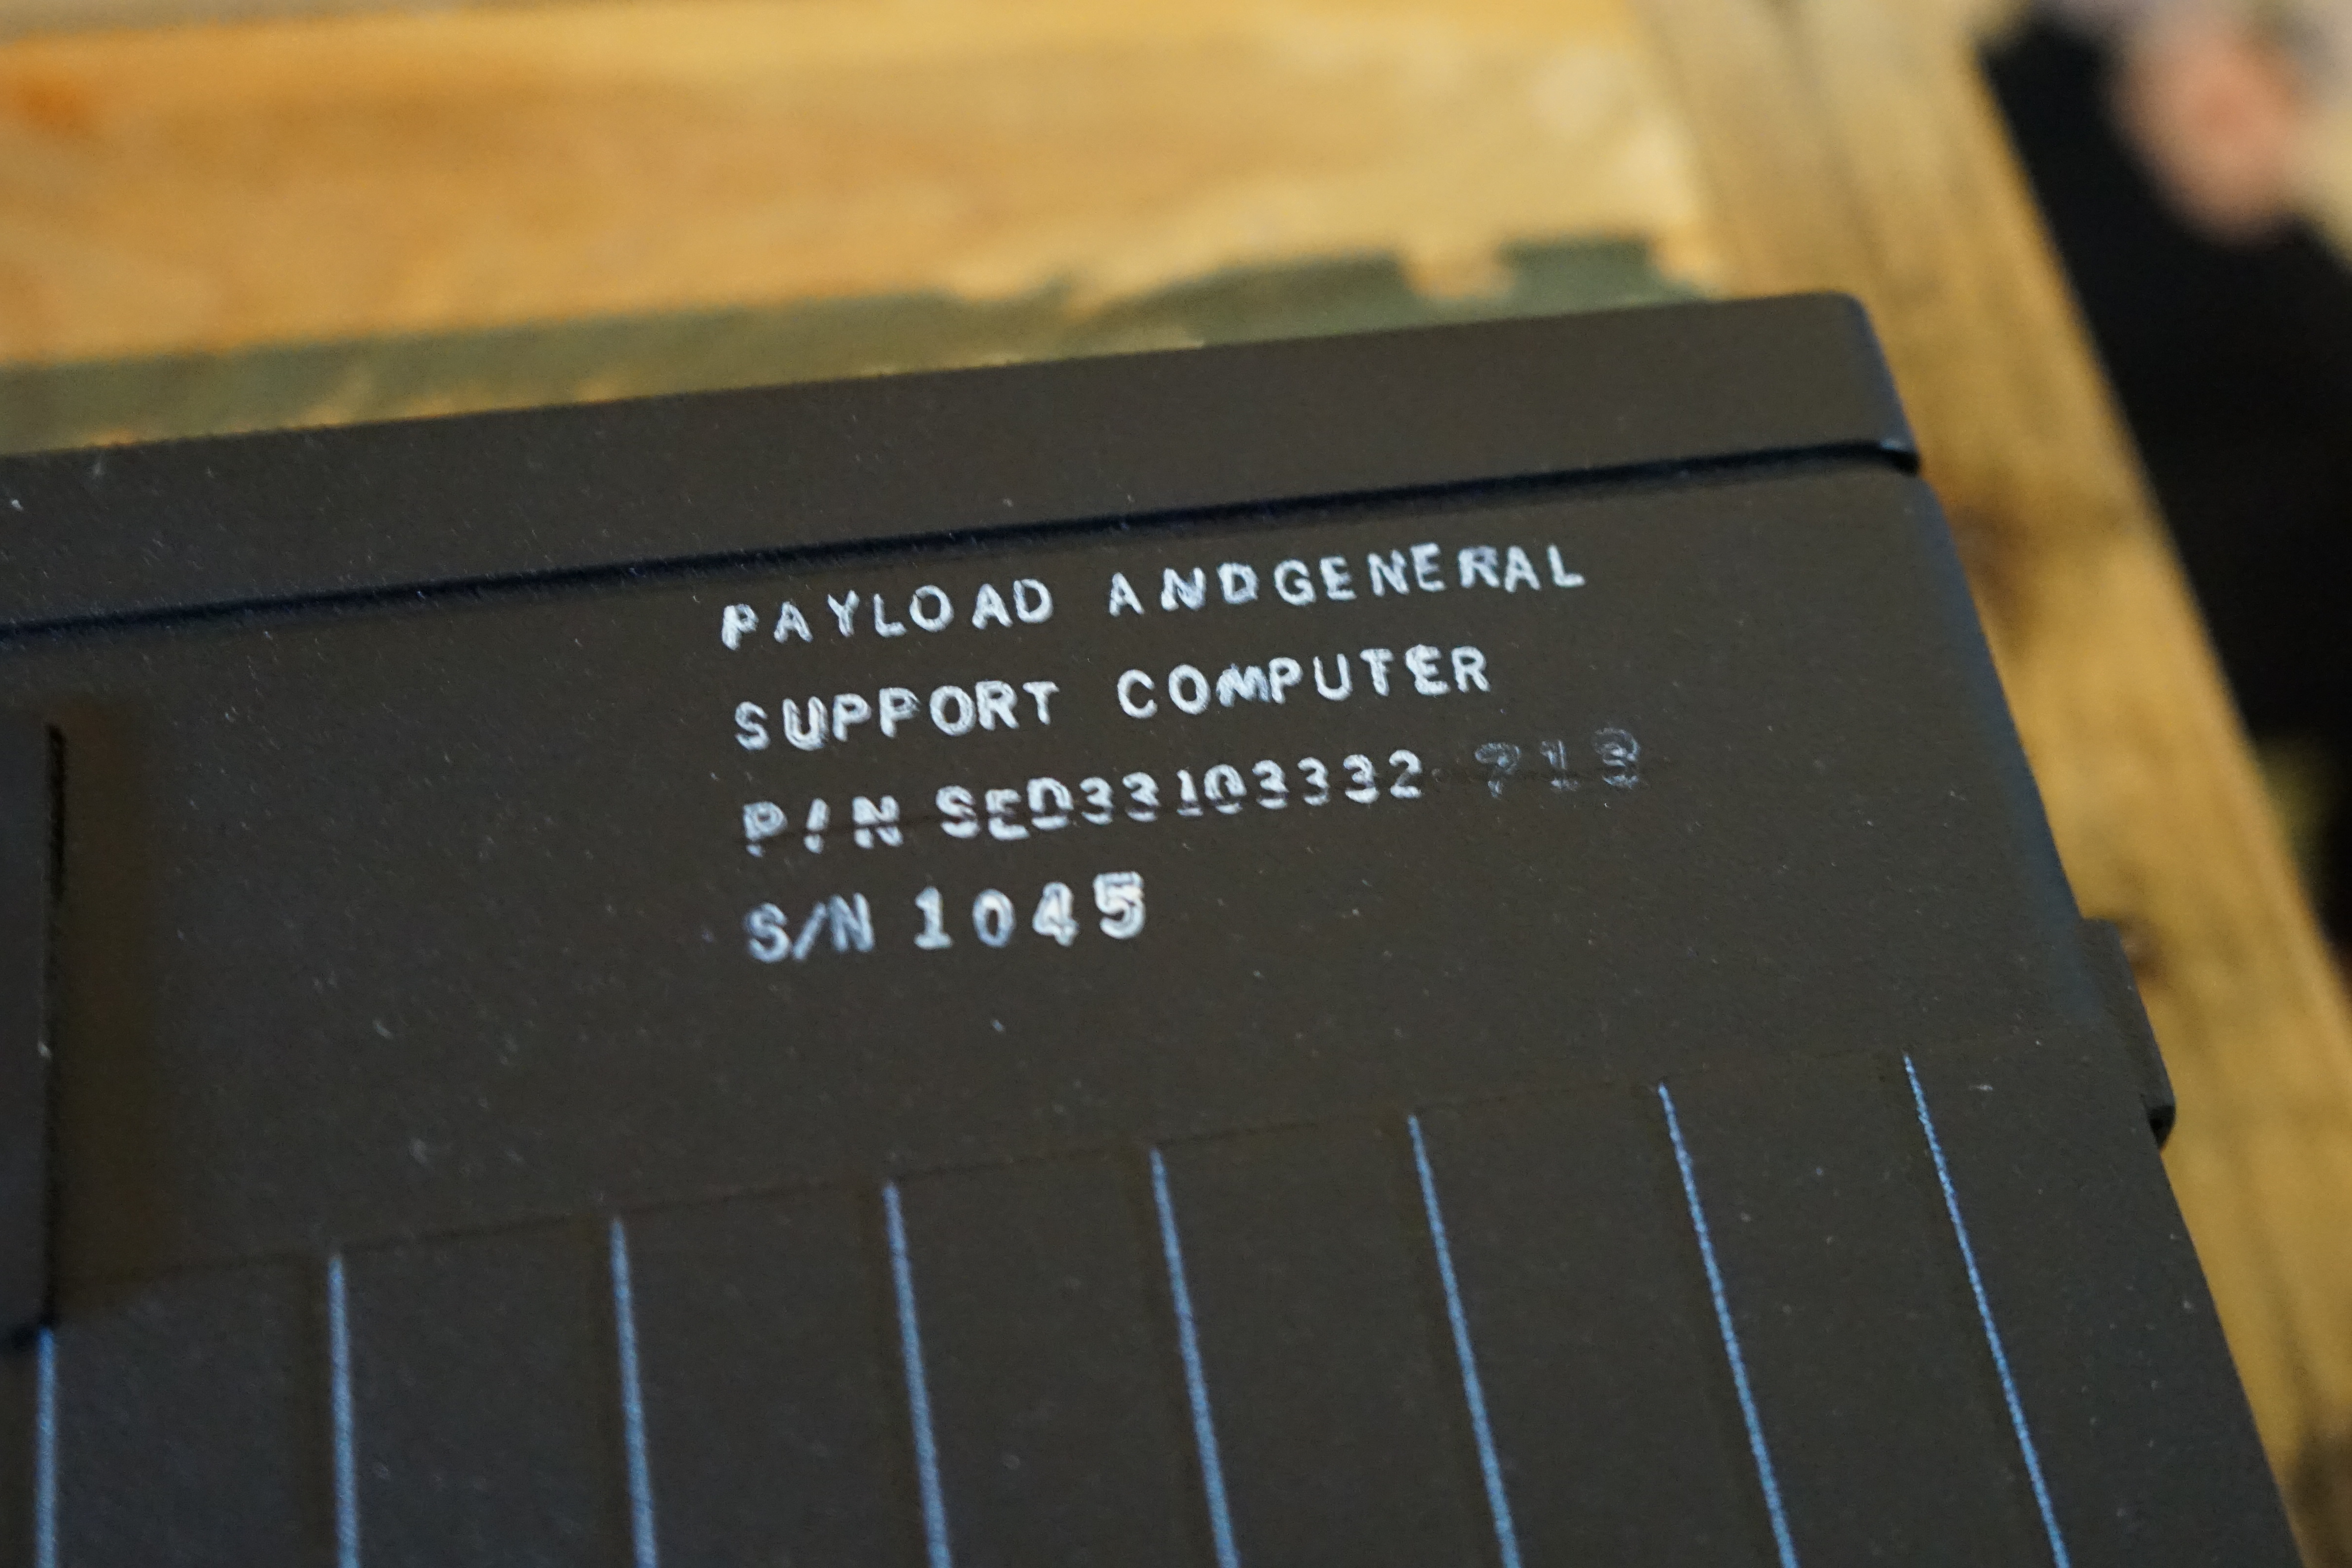 PAYLOAD ANDGENERAL
SUPPORT COMPUTER
P/N SED33103332
S/N 1045